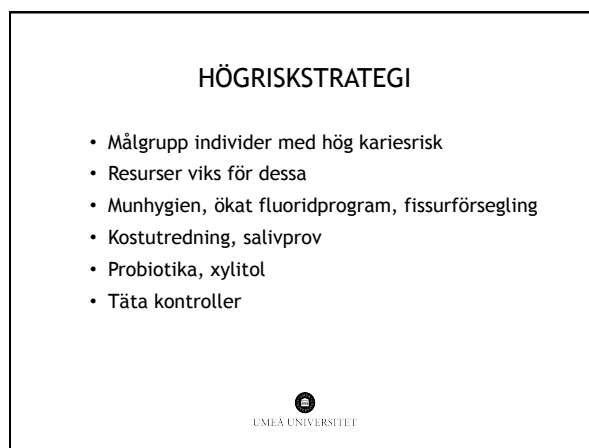 HÖGRISKSTRATEGI
• Målgrupp individer med hög kariesrisk
• Resurser viks för dessa
• Munhygien, ökat fluoridprogram, fissurförsegling
• Kostutredning, salivprov
• Probiotika, xylitol
• Täta kontroller
UMEÅ UNIVERSITET